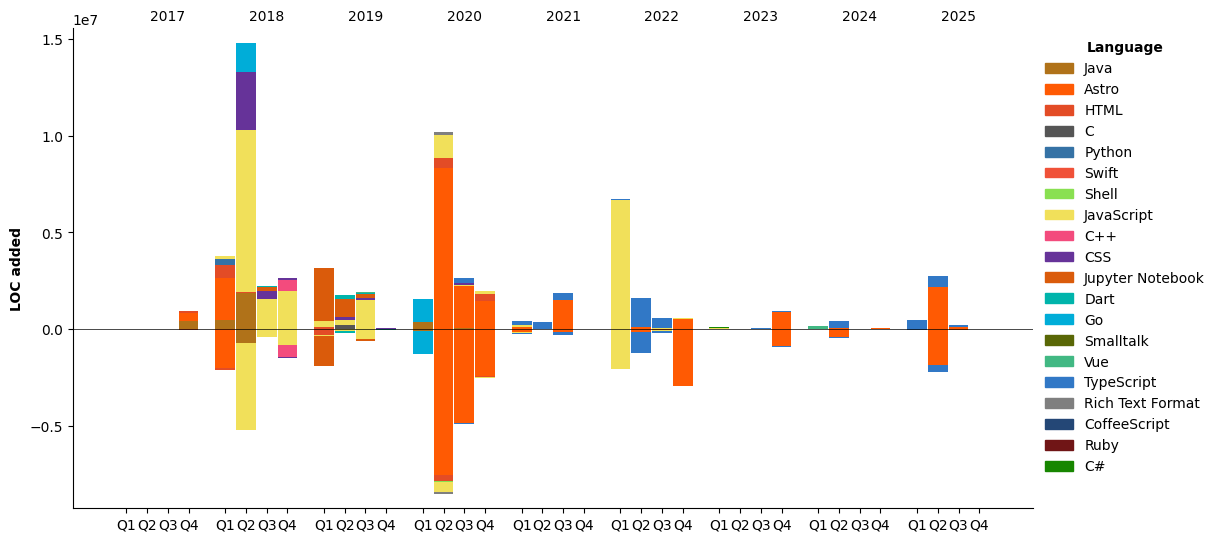 2017 2018 2019 2020 2021 2022 2023 2024 2025
1e7
1.5
1.0
0.5
0.0
−0.5
LOC added
Q1 Q2 Q3 Q4 Q1 Q2 Q3 Q4 Q1 Q2 Q3 Q4 Q1 Q2 Q3 Q4 Q1 Q2 Q3 Q4 Q1 Q2 Q3 Q4 Q1 Q2 Q3 Q4 Q1 Q2 Q3 Q4 Q1 Q2 Q3 Q4
Language
Java
Astro
HTML
C
Python
Swift
Shell
JavaScript
C++
CSS
Jupyter Notebook
Dart
Go
Smalltalk
Vue
TypeScript
Rich Text Format
CoffeeScript
Ruby
C#